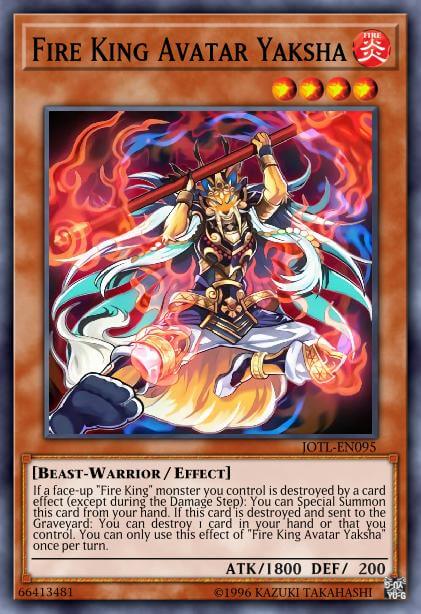 FIRE KING AVATAR YAKSHA
FIRE
炎
JOTL-EN095
[BEAST-WARRIOR / EFFECT]
If a face-up "Fire King" monster you control is destroyed by a card
effect (except during the Damage Step): You can Special Summon
this card from your hand. If this card is destroyed and sent to the
Graveyard: You can destroy 1 card in your hand or that you
control. You can only use this effect of "Fire King Avatar Yaksha"
once per turn.
ATK/1800 DEF/ 200
66413481
©1996 KAZUKI TAKAHASHI